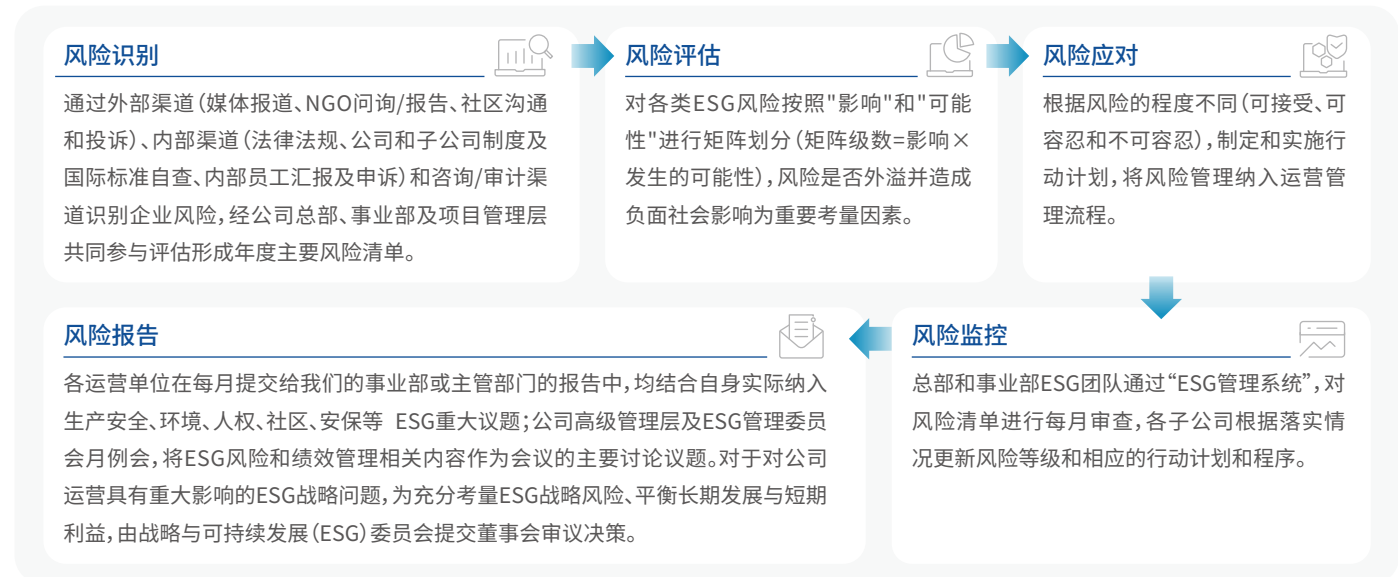 风险识别
通过外部渠道（媒体报道、NGO问询/报告、社区沟通
和投诉）、内部渠道（法律法规、公司和子公司制度及
国际标准自查、内部员工汇报及申诉）和咨询/审计渠
道识别企业风险，经公司总部、事业部及项目管理层
共同参与评估形成年度主要风险清单。
风险评估
对各类ESG风险按照"影响"和"可能
性"进行矩阵划分（矩阵级数=影响×
发生的可能性），风险是否外溢并造成
负面社会影响为重要考量因素。
风险应对
根据风险的程度不同（可接受、可
容忍和不可容忍），制定和实施行
动计划，将风险管理纳入运营管
理流程。
风险监控
总部和事业部ESG团队通过“ESG管理系统”，对
风险清单进行每月审查，各子公司根据落实情
况更新风险等级和相应的行动计划和程序。
风险报告
各运营单位在每月提交给我们的事业部或主管部门的报告中，均结合自身实际纳入
生产安全、环境、人权、社区、安保等 ESG重大议题；公司高级管理层及ESG管理委员
会月例会，将ESG风险和绩效管理相关内容作为会议的主要讨论议题。对于对公司
运营具有重大影响的ESG战略问题，为充分考量ESG战略风险、平衡长期发展与短期
利益，由战略与可持续发展（ESG）委员会提交董事会审议决策。